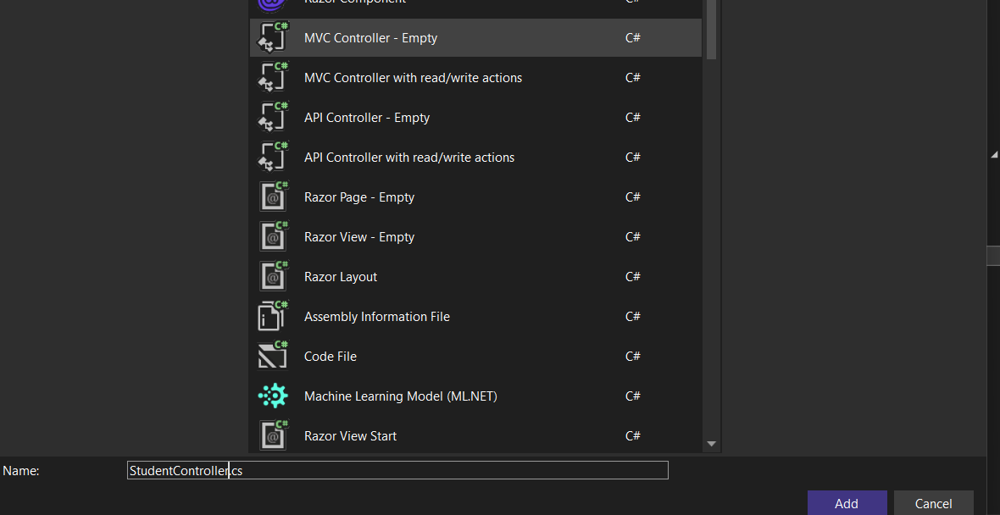 Razor Component C#
MVC Controller - Empty C#
MVC Controller with read/write actions C#
API Controller - Empty C#
API Controller with read/write actions C#
Razor Page - Empty C#
Razor View - Empty C#
Razor Layout C#
Assembly Information File C#
Code File C#
Machine Learning Model (ML.NET) C#
Razor View Start C#
Name: StudentController.cs
Add Cancel